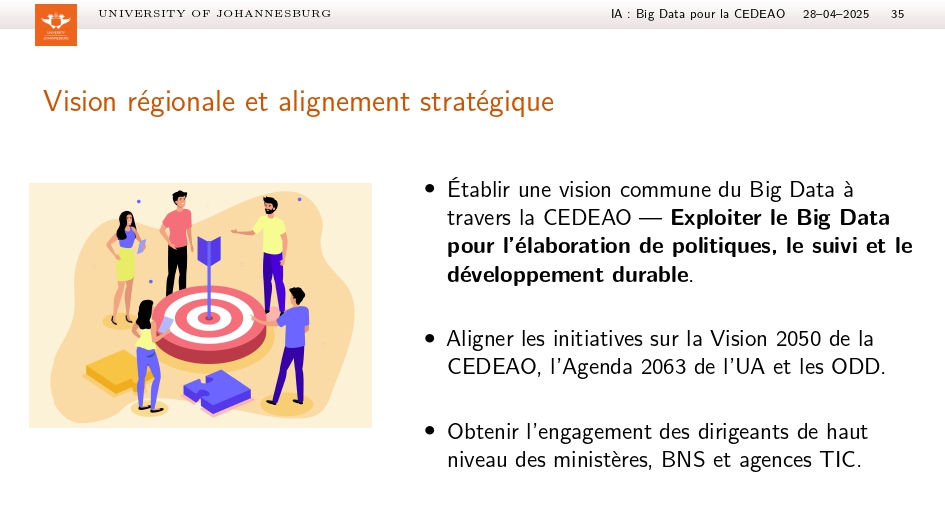 UNIVERSITY OF JOHANNESBURG
IA : Big Data pour la CEDEAO 28–04–2025 35
UNIVERSITY
JOHANNESBURG
Vision régionale et alignement stratégique
• Établir une vision commune du Big Data à
travers la CEDEAO — Exploiter le Big Data
pour l'élaboration de politiques, le suivi et le
développement durable.
• Aligner les initiatives sur la Vision 2050 de la
CEDEAO, l'Agenda 2063 de l'UA et les ODD.
• Obtenir l'engagement des dirigeants de haut
niveau des ministères, BNS et agences TIC.